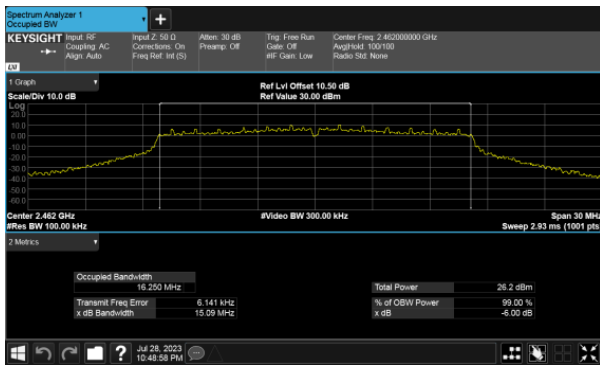 Spectrum Analyzer 1
Occupied BW
+
KEYSIGHT Input: RF Input Z: 50 Ω Atten: 30 dB Trig: Free Run Center Freq: 2.462000000 GHz
Coupling: AC Corrections: On Preamp: Off Gate: Off Avg|Hold: 100/100
Align: Auto Freq Ref: Int (S) #IF Gain: Low Radio Std: None
LXI
1 Graph
Ref Lvl Offset 10.50 dB
Scale/Div 10.0 dB Ref Value 30.00 dBm
Log
20.0
10.0
0.0
-10.0
-20.0
-30.0
-40.0
-50.0
-60.0
Center 2.462 GHz #Video BW 300.00 kHz Span 30 MHz
#Res BW 100.00 kHz Sweep 2.93 ms (1001 pts)
2 Metrics
Occupied Bandwidth
16.250 MHz Total Power 26.2 dBm
Transmit Freq Error 6.141 kHz % of OBW Power 99.00 %
x dB Bandwidth 15.09 MHz x dB -6.00 dB
? Jul 28, 2023
10:48:58 PM